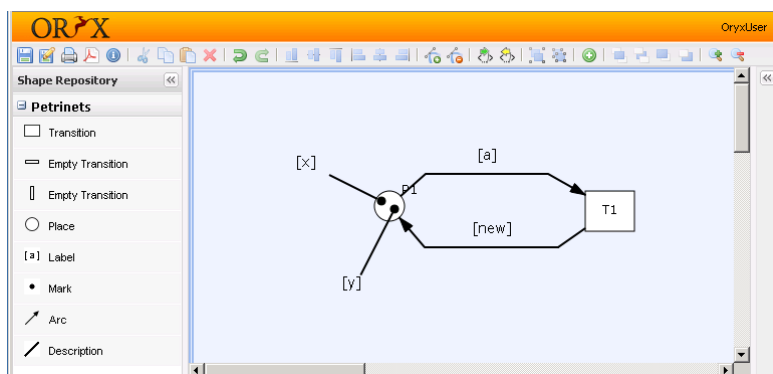 ORYX
OryxUser
Shape Repository
Petrinets
Transition
Empty Transition
Empty Transition
Place
[a] Label
Mark
Arc
Description
[x]
[a]
P1
T1
[new]
[y]